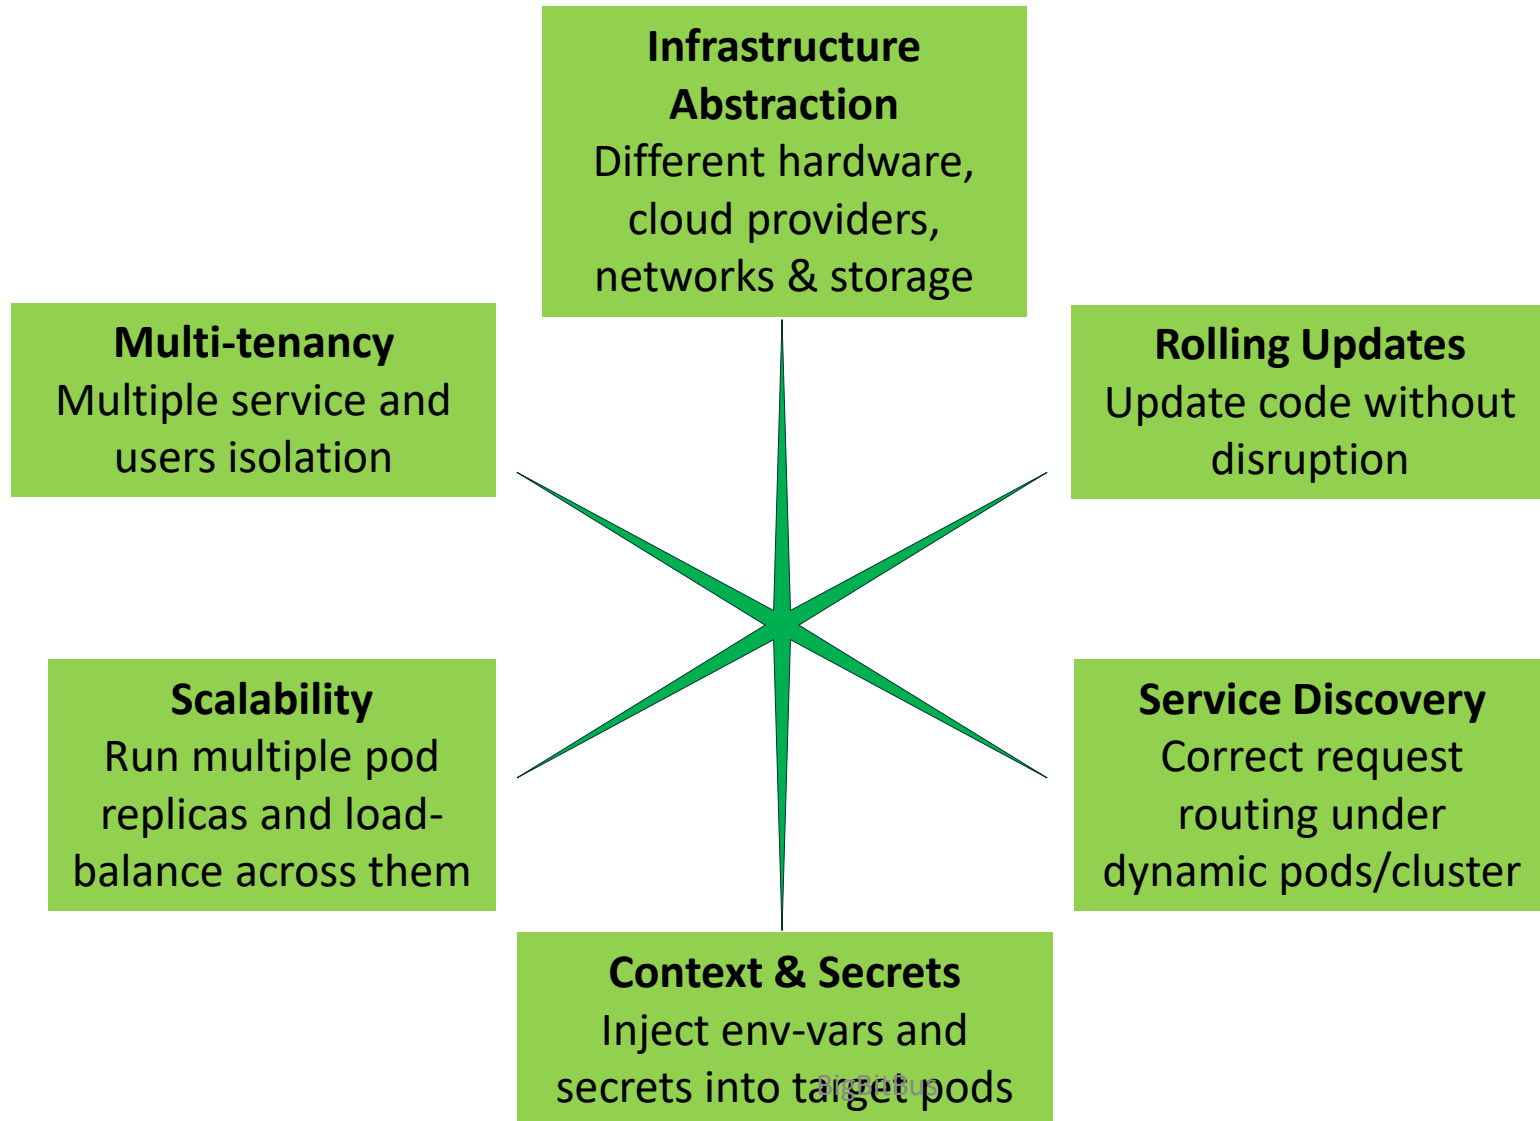 Infrastructure
Abstraction
Different hardware,
cloud providers,
networks & storage
Multi-tenancy
Multiple service and
users isolation
Rolling Updates
Update code without
disruption
Scalability
Run multiple pod
replicas and load-
balance across them
Service Discovery
Correct request
routing under
dynamic pods/cluster
Context & Secrets
Inject env-vars and
secrets into target pods
BigBitBus